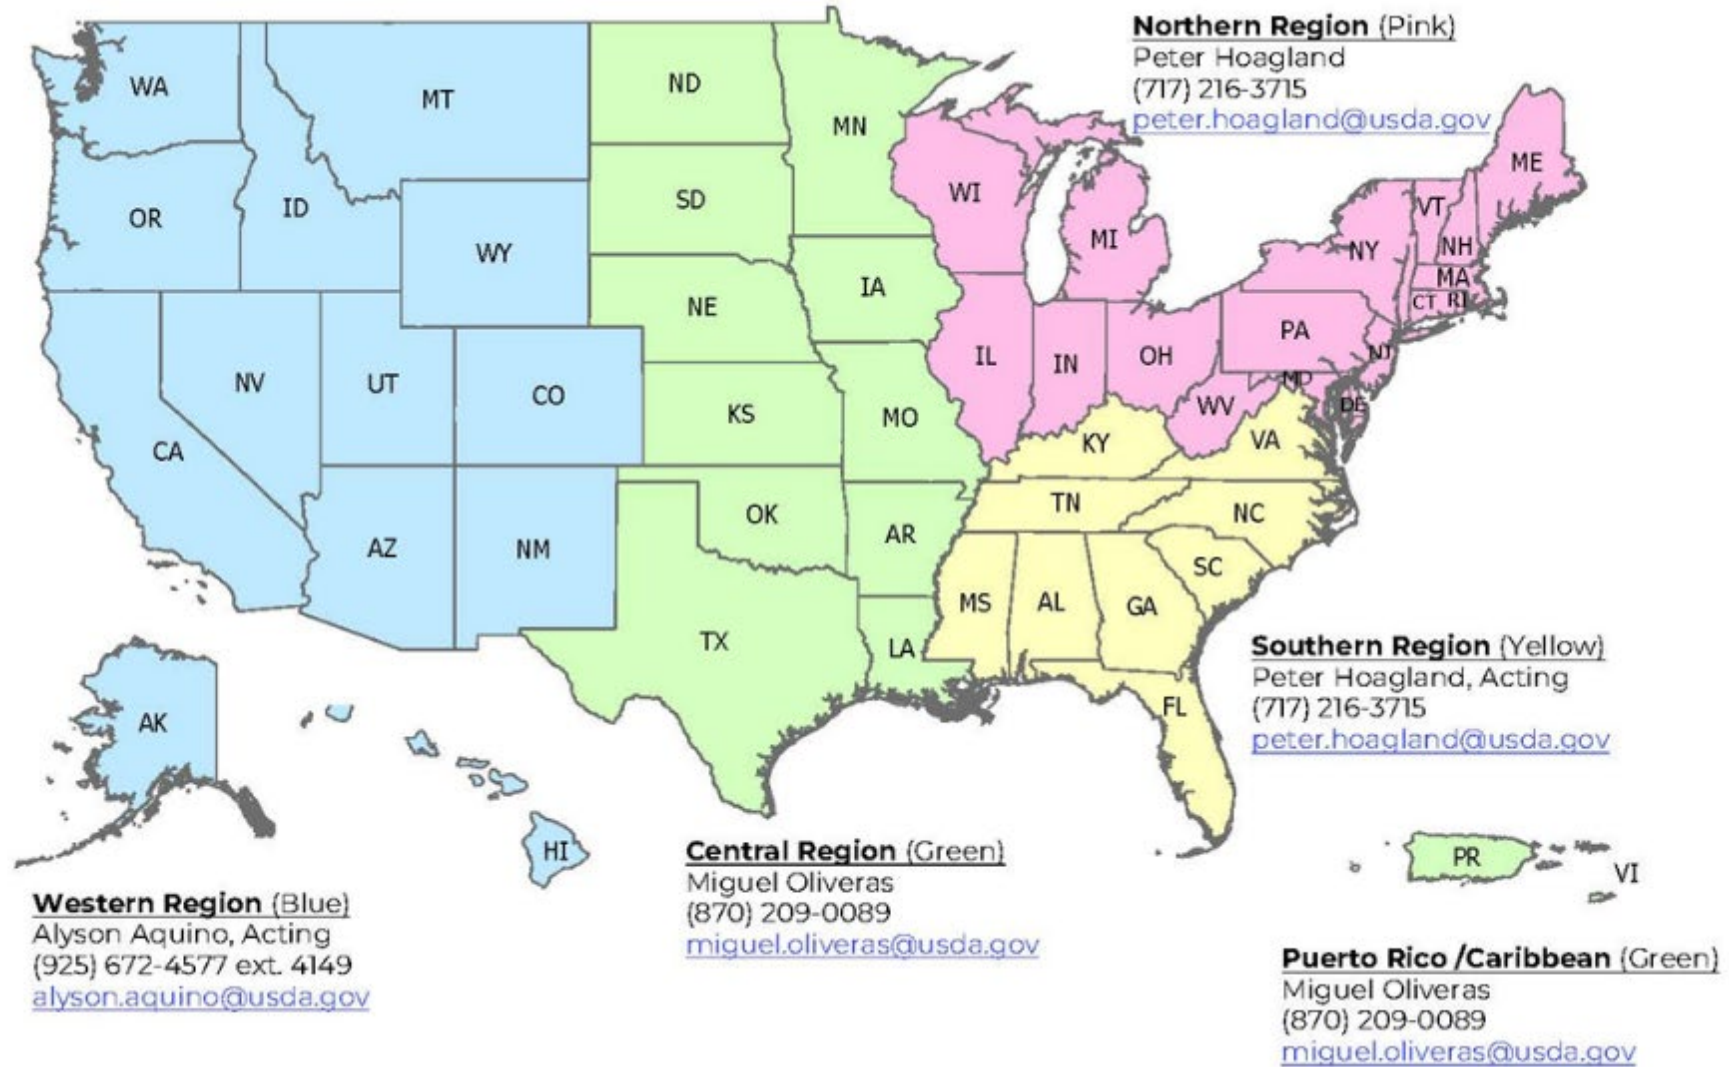 Northern Region (Pink)
Peter Hoagland
(717) 216-3715
peter.hoagland@usda.gov
WA
MT
ND
MN
OR
ID
WY
SD
WI
MI
NY
VT
NH
ME
MA
CT RI
NE
IA
IL
IN
OH
PA
NJ
MD
DE
WV
VA
NV
UT
CO
KS
MO
KY
CA
AZ
NM
OK
AR
TN
NC
SC
TX
LA
MS
AL
GA
FL
Southern Region (Yellow)
Peter Hoagland, Acting
(717) 216-3715
peter.hoagland@usda.gov
AK
HI
PR
VI
Western Region (Blue)
Alyson Aquino, Acting
(925) 672-4577 ext. 4149
alyson.aquino@usda.gov
Central Region (Green)
Miguel Oliveras
(870) 209-0089
miguel.oliveras@usda.gov
Puerto Rico /Caribbean (Green)
Miguel Oliveras
(870) 209-0089
miguel.oliveras@usda.gov